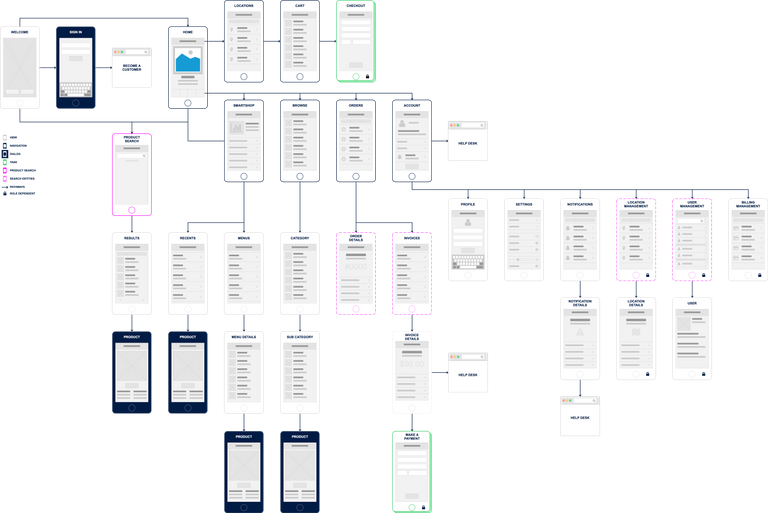 LOCATIONS
CART
CHECKOUT
WELCOME
SIGN IN
HOME
BECOME A
CUSTOMER
SMARTSHOP
BROWSE
ORDERS
ACCOUNT
HELP DESK
PRODUCT
SEARCH
VIEW
NAVIGATION
DIALOG
TASK
PRODUCT SEARCH
SEARCH ENTITIES
PATHWAYS
ROLE DEPENDENT
PROFILE
SETTINGS
NOTIFICATIONS
LOCATION
MANAGEMENT
USER
MANAGEMENT
BILLING
MANAGEMENT
RESULTS
RECENTS
MENUS
CATEGORY
ORDER
DETAILS
INVOICES
NOTIFICATION
DETAILS
LOCATION
DETAILS
USER
PRODUCT
PRODUCT
MENU DETAILS
SUB CATEGORY
INVOICE
DETAILS
HELP DESK
HELP DESK
PRODUCT
PRODUCT
MAKE A
PAYMENT